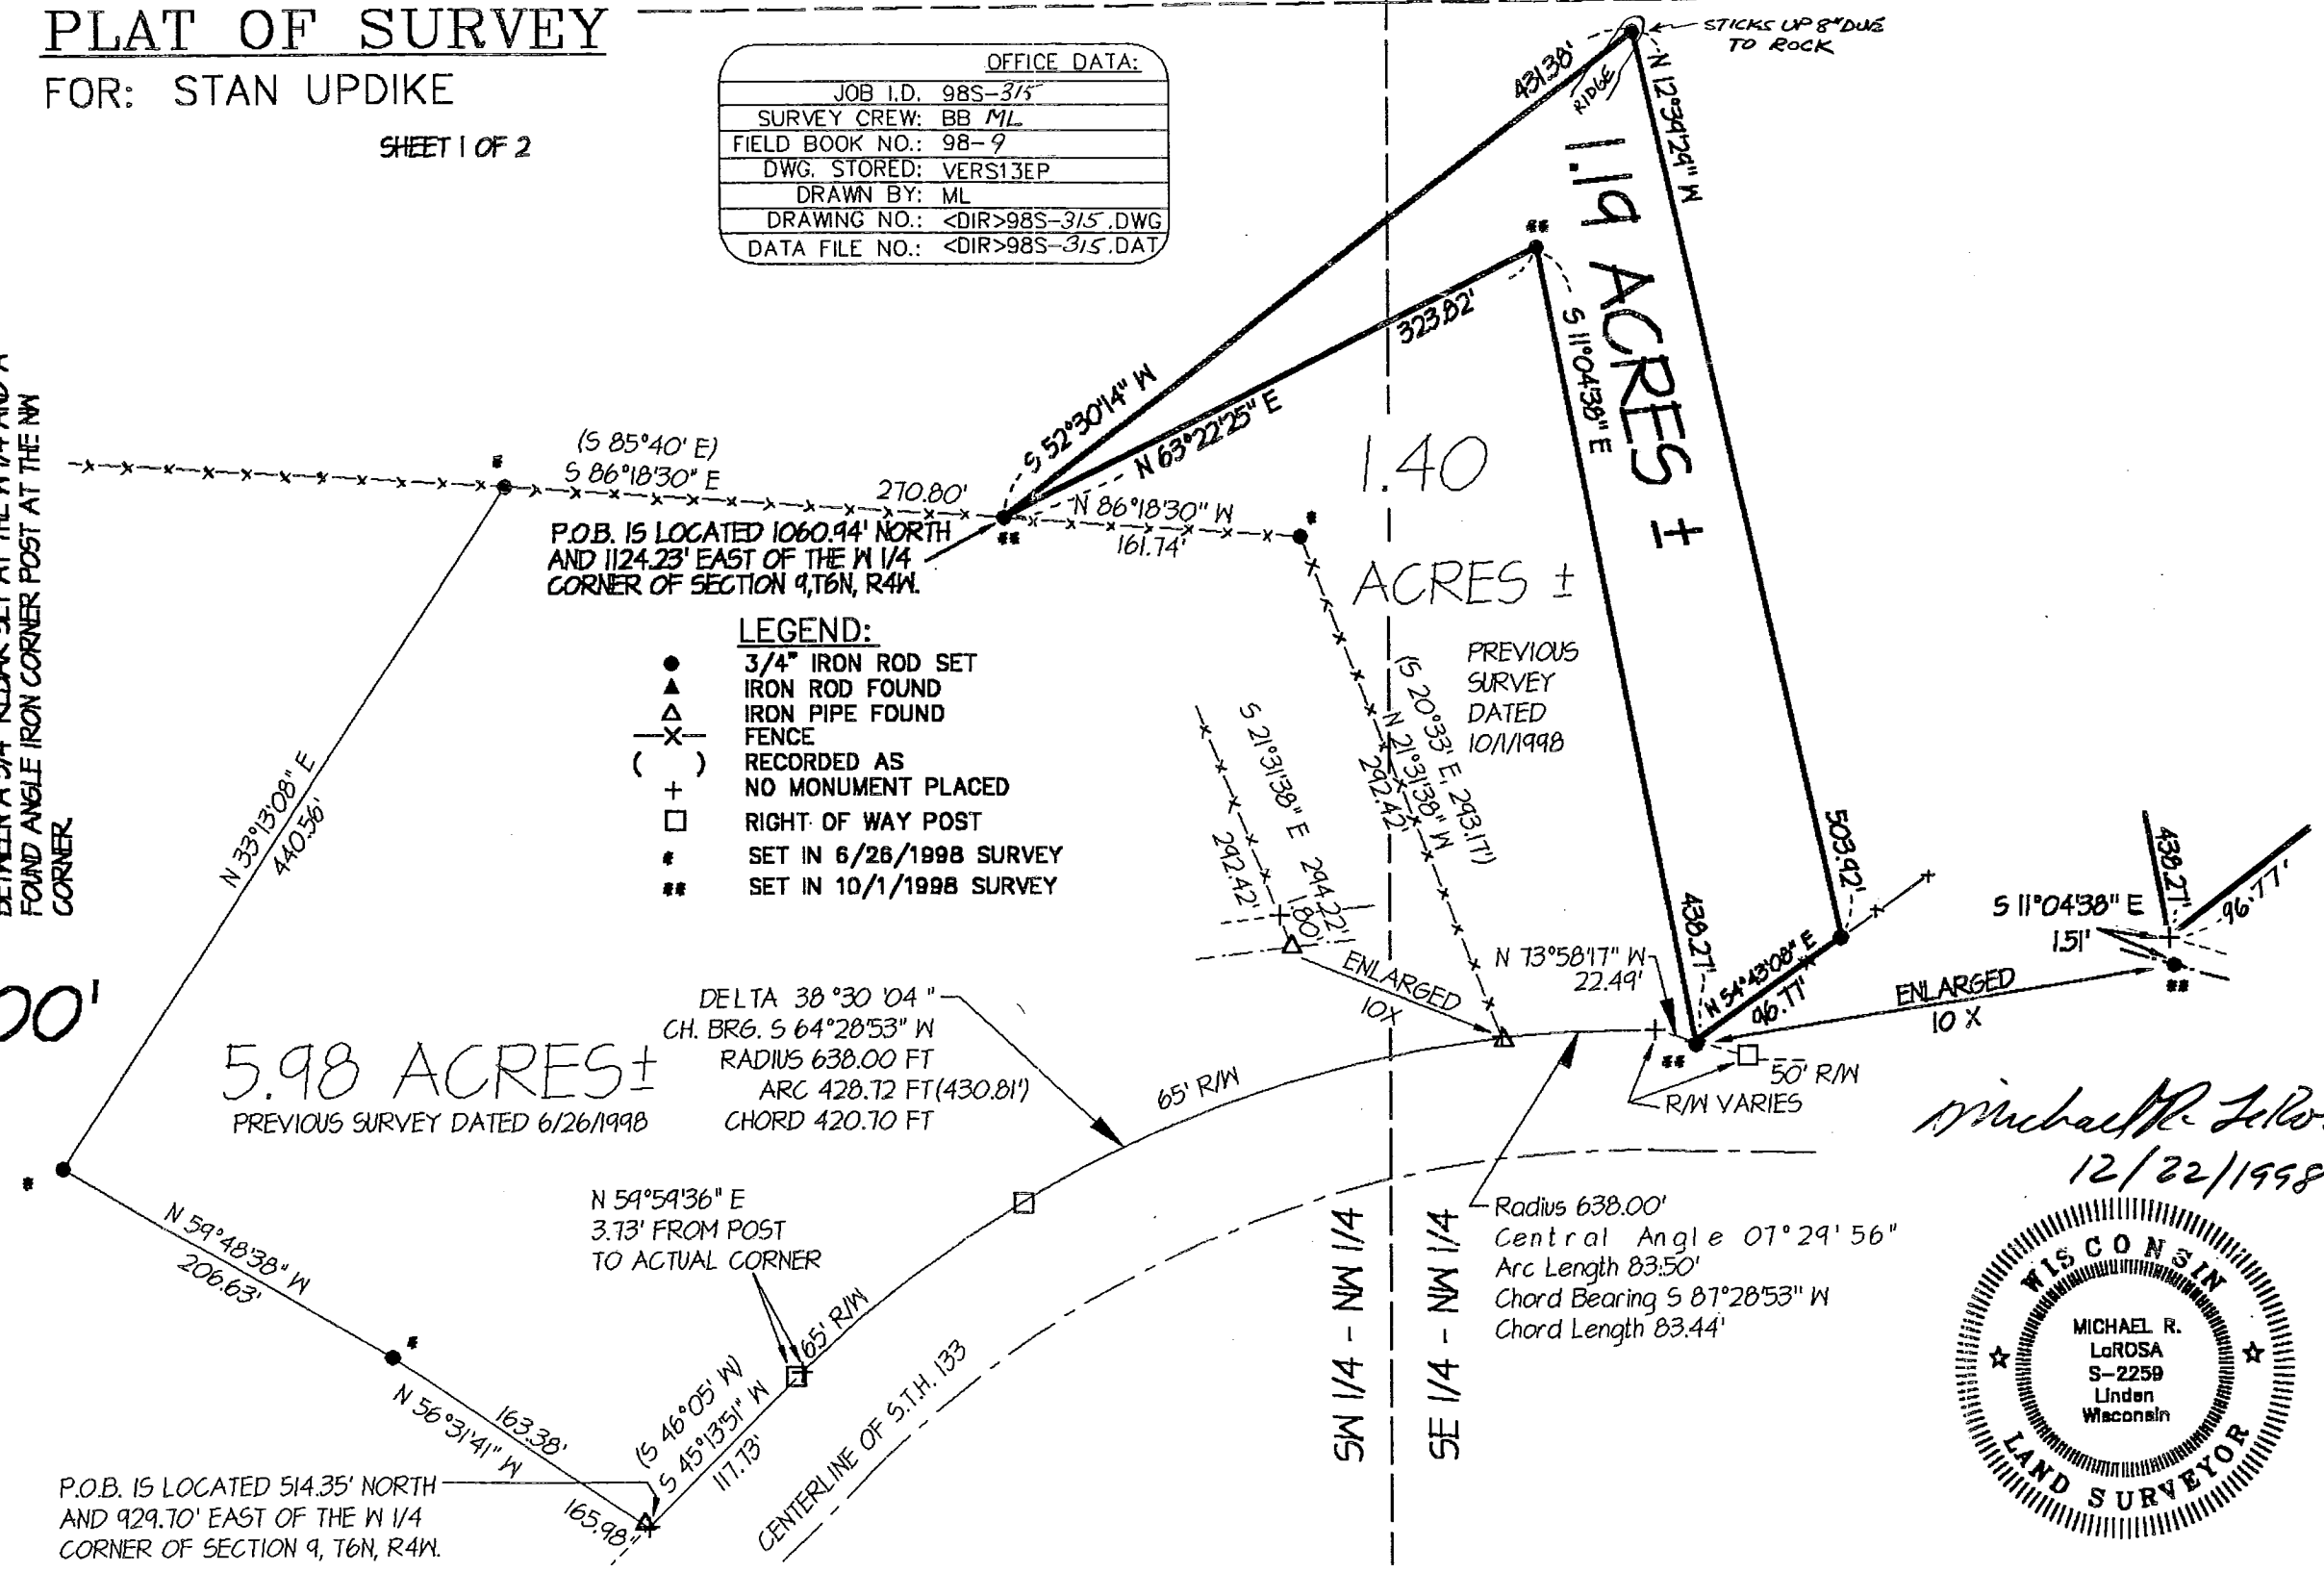 PLAT OF SURVEY
FOR: STAN UPDIKE
SHEET 1 OF 2
OFFICE DATA:
JOB I.D. 98S-315
SURVEY CREW: BB ML
FIELD BOOK NO.: 98-9
DWG. STORED: VERS13EP
DRAWN BY: ML
DRAWING NO.: <DIR>98S-315.DWG
DATA FILE NO.: <DIR>98S-315.DAT
STICKS UP 8" DUE
TO ROCK
431.38'
RIDGE
N 12°39'29" W
1.119 ACRES ±
**
323.82'
S 11°04'38" E
S 52°30'14" W
N 63°22'25" E
FOUND ANGLE IRON CORNER POST AT THE NW
CORNER.
(S 85°40' E)
S 86°18'30" E
270.80'
*
N 86°18'30" W
161.74'
*
**
P.O.B. IS LOCATED 1060.94' NORTH
AND 1124.23' EAST OF THE W 1/4
CORNER OF SECTION 9,T6N, R4W.
1.40
ACRES ±
PREVIOUS
SURVEY
DATED
10/1/1998
LEGEND:
3/4" IRON ROD SET
IRON ROD FOUND
IRON PIPE FOUND
—X— FENCE
( ) RECORDED AS
+ NO MONUMENT PLACED
RIGHT OF WAY POST
* SET IN 6/26/1998 SURVEY
** SET IN 10/1/1998 SURVEY
(S 20°33' E, 293.17')
N 21°31'38" W
292.42'
S 21°31'38" E 294.22'
292.42'
1.80'
ENLARGED
10X
N 33°13'08" E
440.56'
503.92'
438.27'
N 54°43'08" E
96.77'
N 73°58'17" W
22.49'
438.27'
96.77'
S 11°04'38" E
1.51'
**
ENLARGED
10 X
**
50' R/W
R/W VARIES
00'
5.98 ACRES±
PREVIOUS SURVEY DATED 6/26/1998
DELTA 38°30'04"
CH. BRG. S 64°28'53" W
RADIUS 638.00 FT
ARC 428.72 FT(430.81')
CHORD 420.70 FT
65' R/W
Michael R. LaRosa
12/22/1998
*
N 59°48'38" W
206.63'
*
N 59°59'36" E
3.73' FROM POST
TO ACTUAL CORNER
65' R/W
Radius 638.00'
Central Angle 07°29'56"
Arc Length 83.50'
Chord Bearing S 87°28'53" W
Chord Length 83.44'
SW 1/4 - NW 1/4
SE 1/4 - NW 1/4
WISCONSIN
MICHAEL R.
LaROSA
S-2259
Linden
Wisconsin
LAND SURVEYOR
N 56°31'41" W
163.38'
165.98'
(S 46°05' W)
S 45°13'51" W
117.73'
CENTERLINE OF S.T.H. 133
P.O.B. IS LOCATED 514.35' NORTH
AND 929.70' EAST OF THE W 1/4
CORNER OF SECTION 9, T6N, R4W.